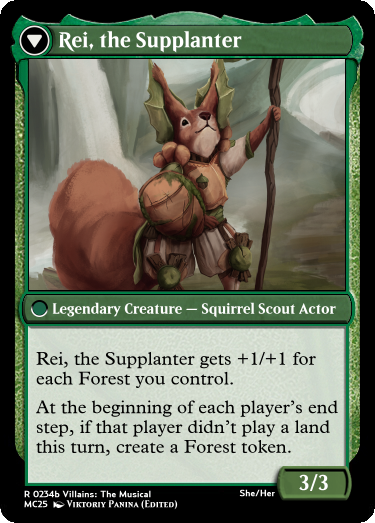 Rei, the Supplanter
Legendary Creature — Squirrel Scout Actor
Rei, the Supplanter gets +1/+1 for
each Forest you control.
At the beginning of each player's end
step, if that player didn't play a land
this turn, create a Forest token.
3/3
R 0234b Villains: The Musical
She/Her
MC25 Viktoriy Panina (Edited)